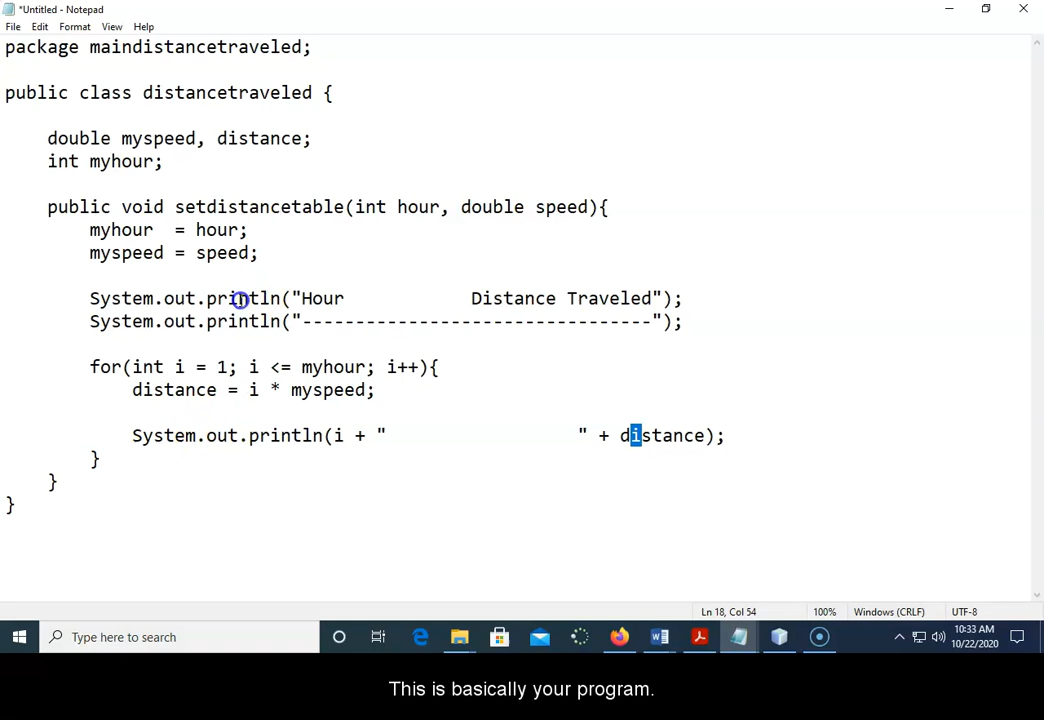 *Untitled - Notepad
File Edit Format View Help
package maindistancetraveled;
public class distancetraveled {
    double myspeed, distance;
    int myhour;
    public void setdistancetable(int hour, double speed){
        myhour  = hour;
        myspeed = speed;
        System.out.println("Hour            Distance Traveled");
        System.out.println("---------------------------------");
        for(int i = 1; i <= myhour; i++){
            distance = i * myspeed;
            System.out.println(i + "                  " + distance);
        }
    }
}
Ln 18, Col 54 100% Windows (CRLF) UTF-8
Type here to search
10:33 AM
10/22/2020
This is basically your program.